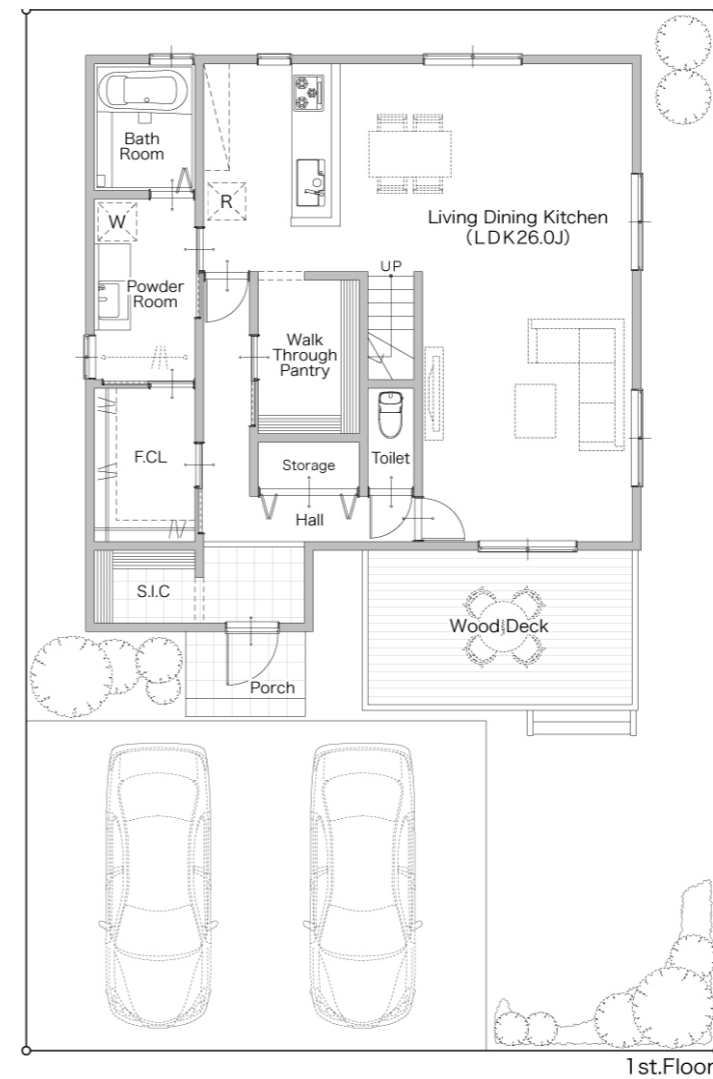 Bath
Room
W
R
Living Dining Kitchen
(LDK26.0J)
UP
Powder
Room
Walk
Through
Pantry
F.CL
Storage
Toilet
Hall
S.I.C
Wood Deck
Porch
1st.Floor